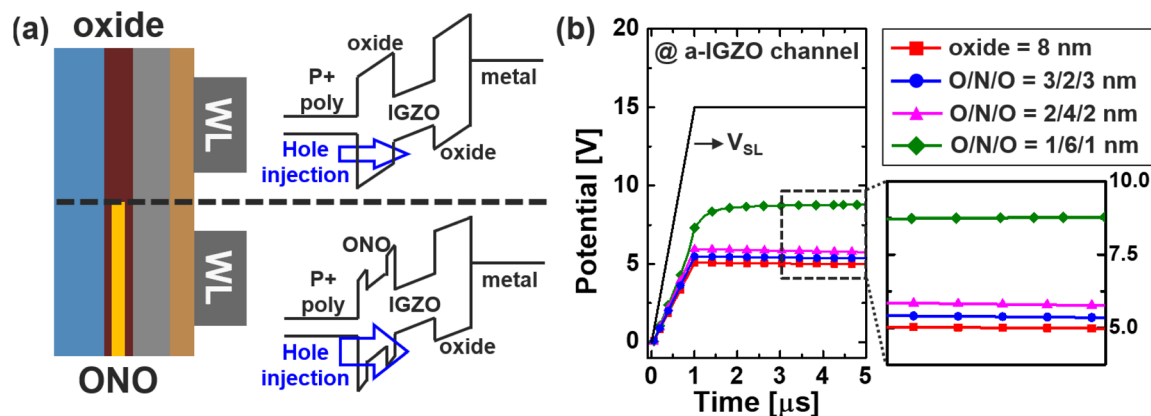 (a)
oxide
WL
WL
ONO
P+
poly
oxide
IGZO
oxide
metal
Hole
injection
P+
poly
ONO
IGZO
oxide
metal
Hole
injection
(b)
Potential [V]
20
15
10
5
0
@ a-IGZO channel
V_SL
0 1 2 3 4 5
Time [μs]
oxide = 8 nm
O/N/O = 3/2/3 nm
O/N/O = 2/4/2 nm
O/N/O = 1/6/1 nm
10.0
7.5
5.0